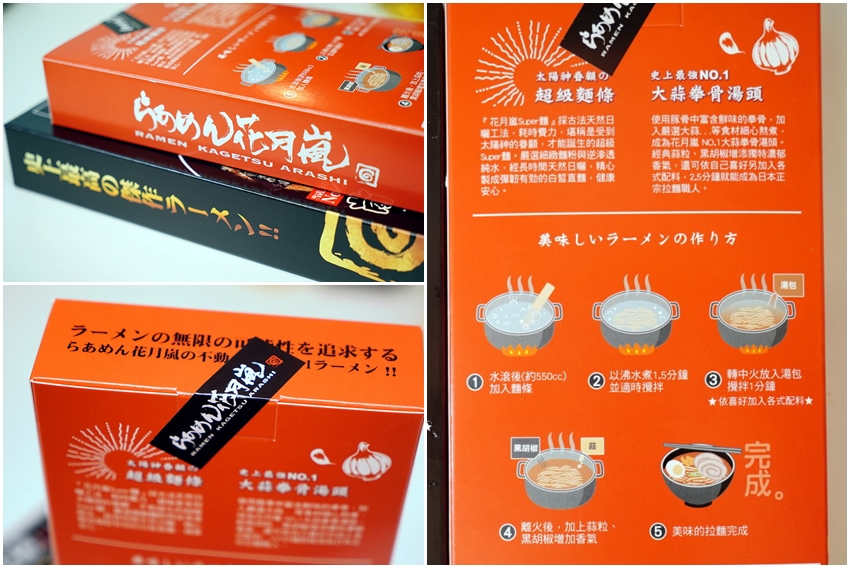 らあめん花月嵐
RAMEN KAGETSU ARASHI
史上最高の傑作ラーメン!!
らあめん花月嵐
RAMEN KAGETSU ARASHI
太陽神眷顧の
超級麵條
『花月嵐Super麵』採古法天然日
曬工法，耗時費力，堪稱是受到
太陽神的眷顧，才能誕生的超級
Super麵。嚴選細緻麵粉與逆滲透
純水，經長時間天然日曬，精心
製成彈韌有勁的白皙直麵，健康
安心。
史上最強NO.1
大蒜拳骨湯頭
使用豚骨中富含鮮味的拳骨，加
入嚴選大蒜...等食材細心熬煮，
成為花月嵐 NO.1大蒜拳骨湯頭。
經典蒜粒、黑胡椒增添獨特濃郁
香氣，還可依自己喜好另加入各
式配料，2.5分鐘就能成為日本正
宗拉麵職人。
美味しいラーメンの作り方
湯包
1 水滾後(約550cc)
加入麵條
2 以沸水煮1.5分鐘
並適時攪拌
3 轉中火放入湯包
攪拌1分鐘
★依喜好加入各式配料★
黑胡椒
蒜
完成。
4 離火後，加上蒜粒、
黑胡椒增加香氣
5 美味的拉麵完成
ラーメンの無限の可能性を追求する
らあめん花月嵐の不動
1ラーメン!!
らあめん花月嵐
RAMEN KAGETSU ARASHI
太陽神眷顧の
超級麵條
史上最強NO.1
大蒜拳骨湯頭